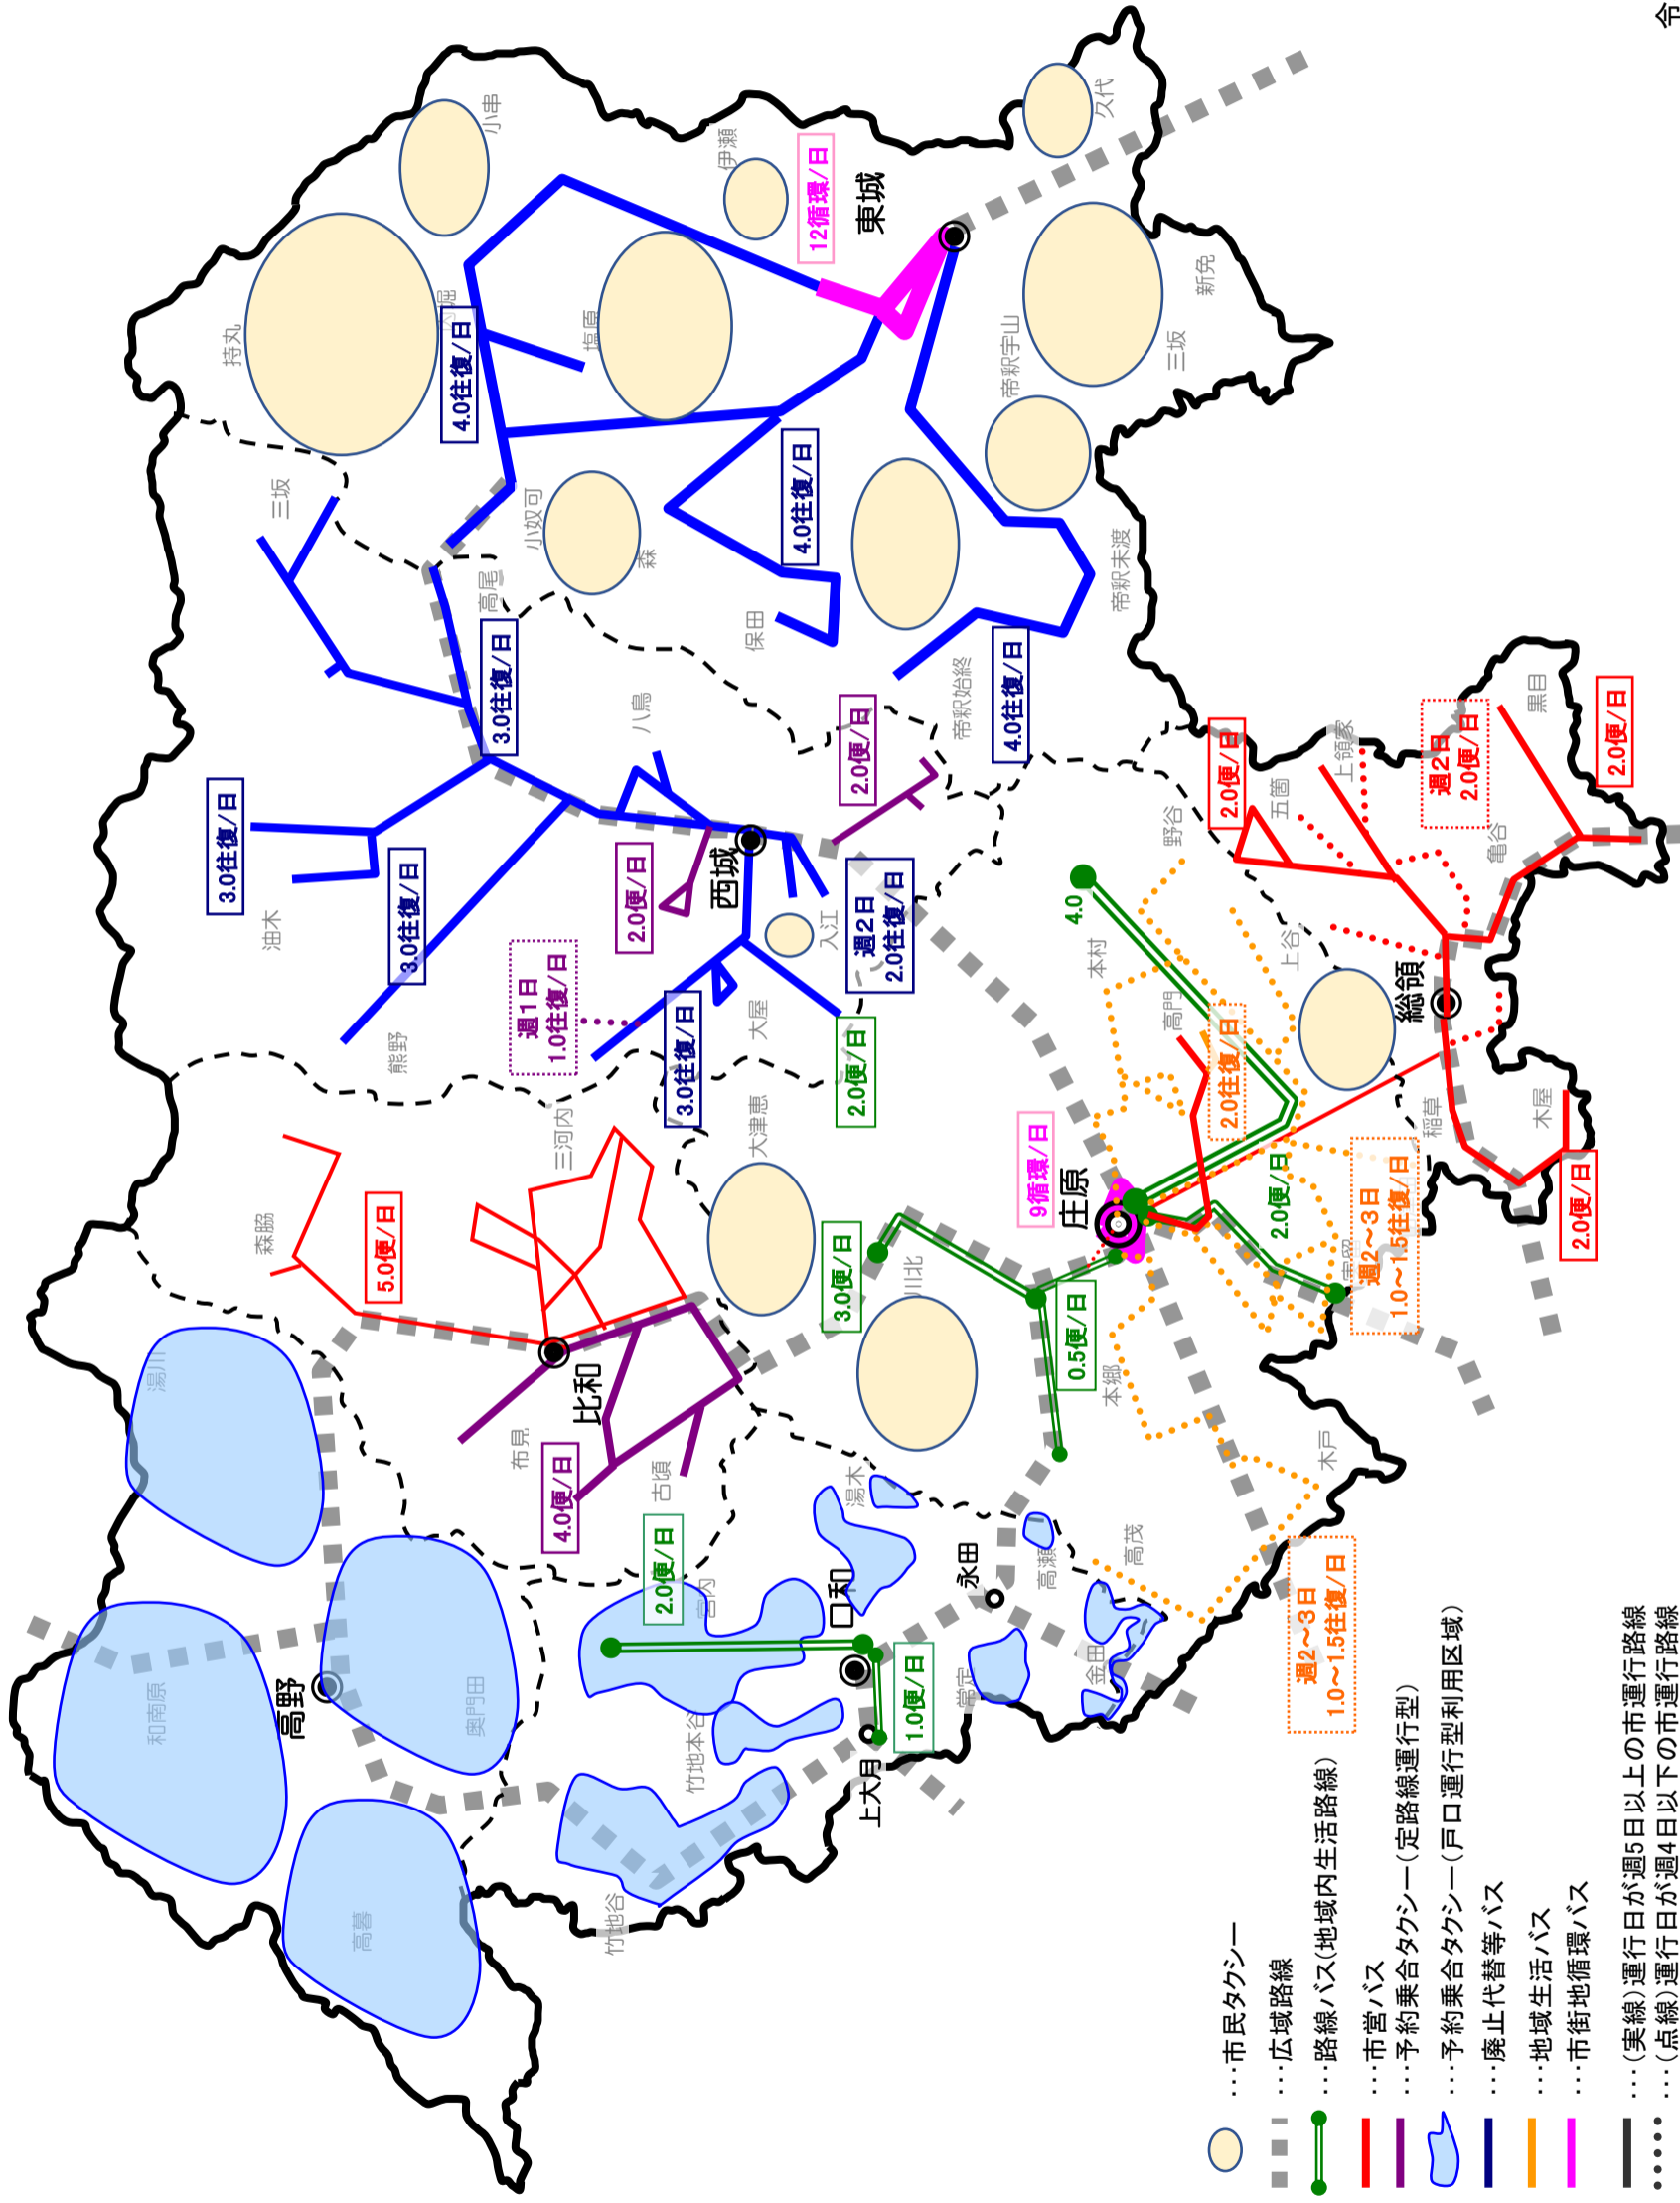 令
小串
持丸
伊瀬
久代
12循環/日
東城
新免
塩原
帝釈宇山
三坂
4.0往復/日
三坂
小奴可
森
4.0往復/日
帝釈未渡
高尾
保田
帝釈始終
4.0往復/日
3.0往復/日
八鳥
2.0便/日
黒目
2.0便/日
週2日
2.0便/日
上領家
2.0便/日
五箇
野谷
亀谷
3.0往復/日
油木
3.0往復/日
2.0便/日
西城
入江
週2日
2.0往復/日
4.0
本村
上谷
総領
週1日
1.0往復/日
熊野
3.0往復/日
大屋
2.0便/日
高門
2.0往復/日
稲草
木屋
2.0便/日
三河内
大津恵
9循環/日
庄原
2.0便/日
週2～3日
1.0～1.5往復/日
森脇
5.0便/日
3.0便/日
川北
0.5便/日
本郷
湯川
比和
布見
4.0便/日
古頃
湯木
木戸
2.0便/日
宮内
口和
永田
高瀬
高茂
週2～3日
1.0～1.5往復/日
和南原
高野
奥門田
竹地本谷
1.0便/日
常定
金田
上大月
高暮
竹地谷
…市民タクシー
…広域路線
…路線バス(地域内生活路線)
…市営バス
…予約乗合タクシー(定路線運行型)
…予約乗合タクシー(戸口運行型利用区域)
…廃止代替等バス
…地域生活バス
…市街地循環バス
…(実線)運行日が週5日以上の市運行路線
…(点線)運行日が週4日以下の市運行路線